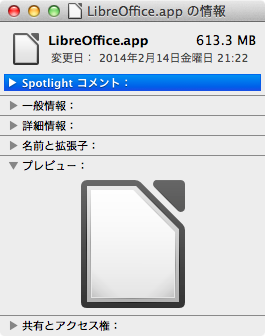 LibreOffice.app の情報
LibreOffice.app 613.3 MB
変更日： 2014年2月14日金曜日 21:22
▶ Spotlight コメント：
▶ 一般情報：
▶ 詳細情報：
▶ 名前と拡張子：
▼ プレビュー：
▶ 共有とアクセス権：